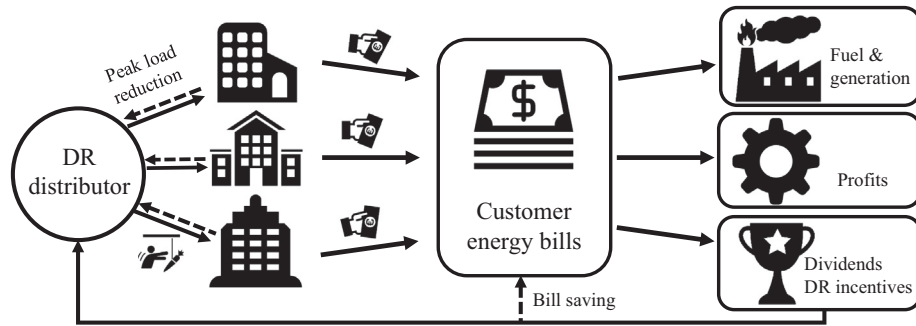 Peak load
reduction
DR
distributor
$
Customer
energy bills
Bill saving
Fuel &
generation
Profits
Dividends
DR incentives